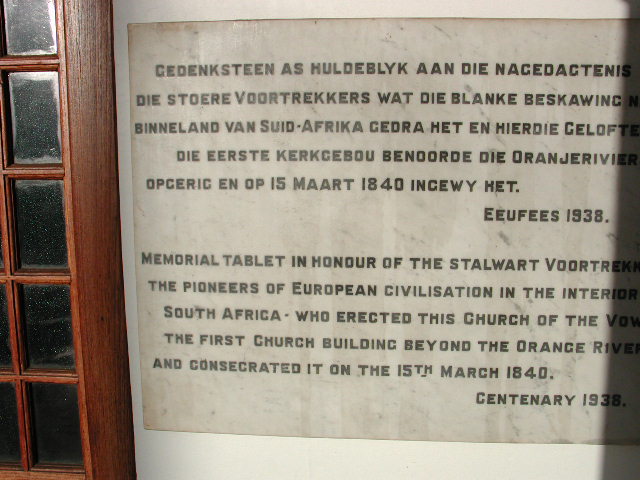 GEDENKSTEEN AS HULDEBLYK AAN DIE NAGEDAGTENIS
DIE STOERE VOORTREKKERS WAT DIE BLANKE BESKAWING N
BINNELAND VAN SUID-AFRIKA GEDRA HET EN HIERDIE GELOFTE
DIE EERSTE KERKGEBOU BENOORDE DIE ORANJERIVIER
OPGERIG EN OP 15 MAART 1840 INGEWY HET.
EEUFEES 1938.
MEMORIAL TABLET IN HONOUR OF THE STALWART VOORTREKK
THE PIONEERS OF EUROPEAN CIVILISATION IN THE INTERIOR
SOUTH AFRICA - WHO ERECTED THIS CHURCH OF THE VOW
THE FIRST CHURCH BUILDING BEYOND THE ORANGE RIVER
AND CONSECRATED IT ON THE 15TH MARCH 1840.
CENTENARY 1938.